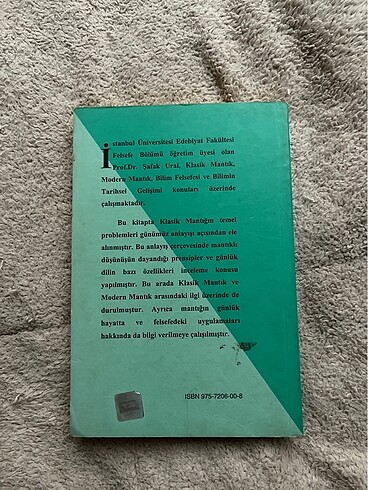 İstanbul Üniversitesi Edebiyat Fakültesi
Felsefe Bölümü öğretim üyesi olan
Prof.Dr. Şafak Ural, Klasik Mantık,
Modern Mantık, Bilim Felsefesi ve Bilimin
Tarihsel Gelişimi konuları üzerinde
çalışmaktadır.
Bu kitapta Klasik Mantığın temel
problemleri günümüz anlayışı açısından ele
alınmıştır. Bu anlayış çerçevesinde mantıklı
düşünüşün dayandığı prensipler ve günlük
dilin bazı özellikleri inceleme konusu
yapılmıştır. Bu arada Klasik Mantık ve
Modern Mantık arasındaki ilgi üzerinde de
durulmuştur. Ayrıca mantığın günlük
hayatta ve felsefedeki uygulamaları
hakkında da bilgi verilmeye çalışılmıştır.
ISBN 975-7206-00-8